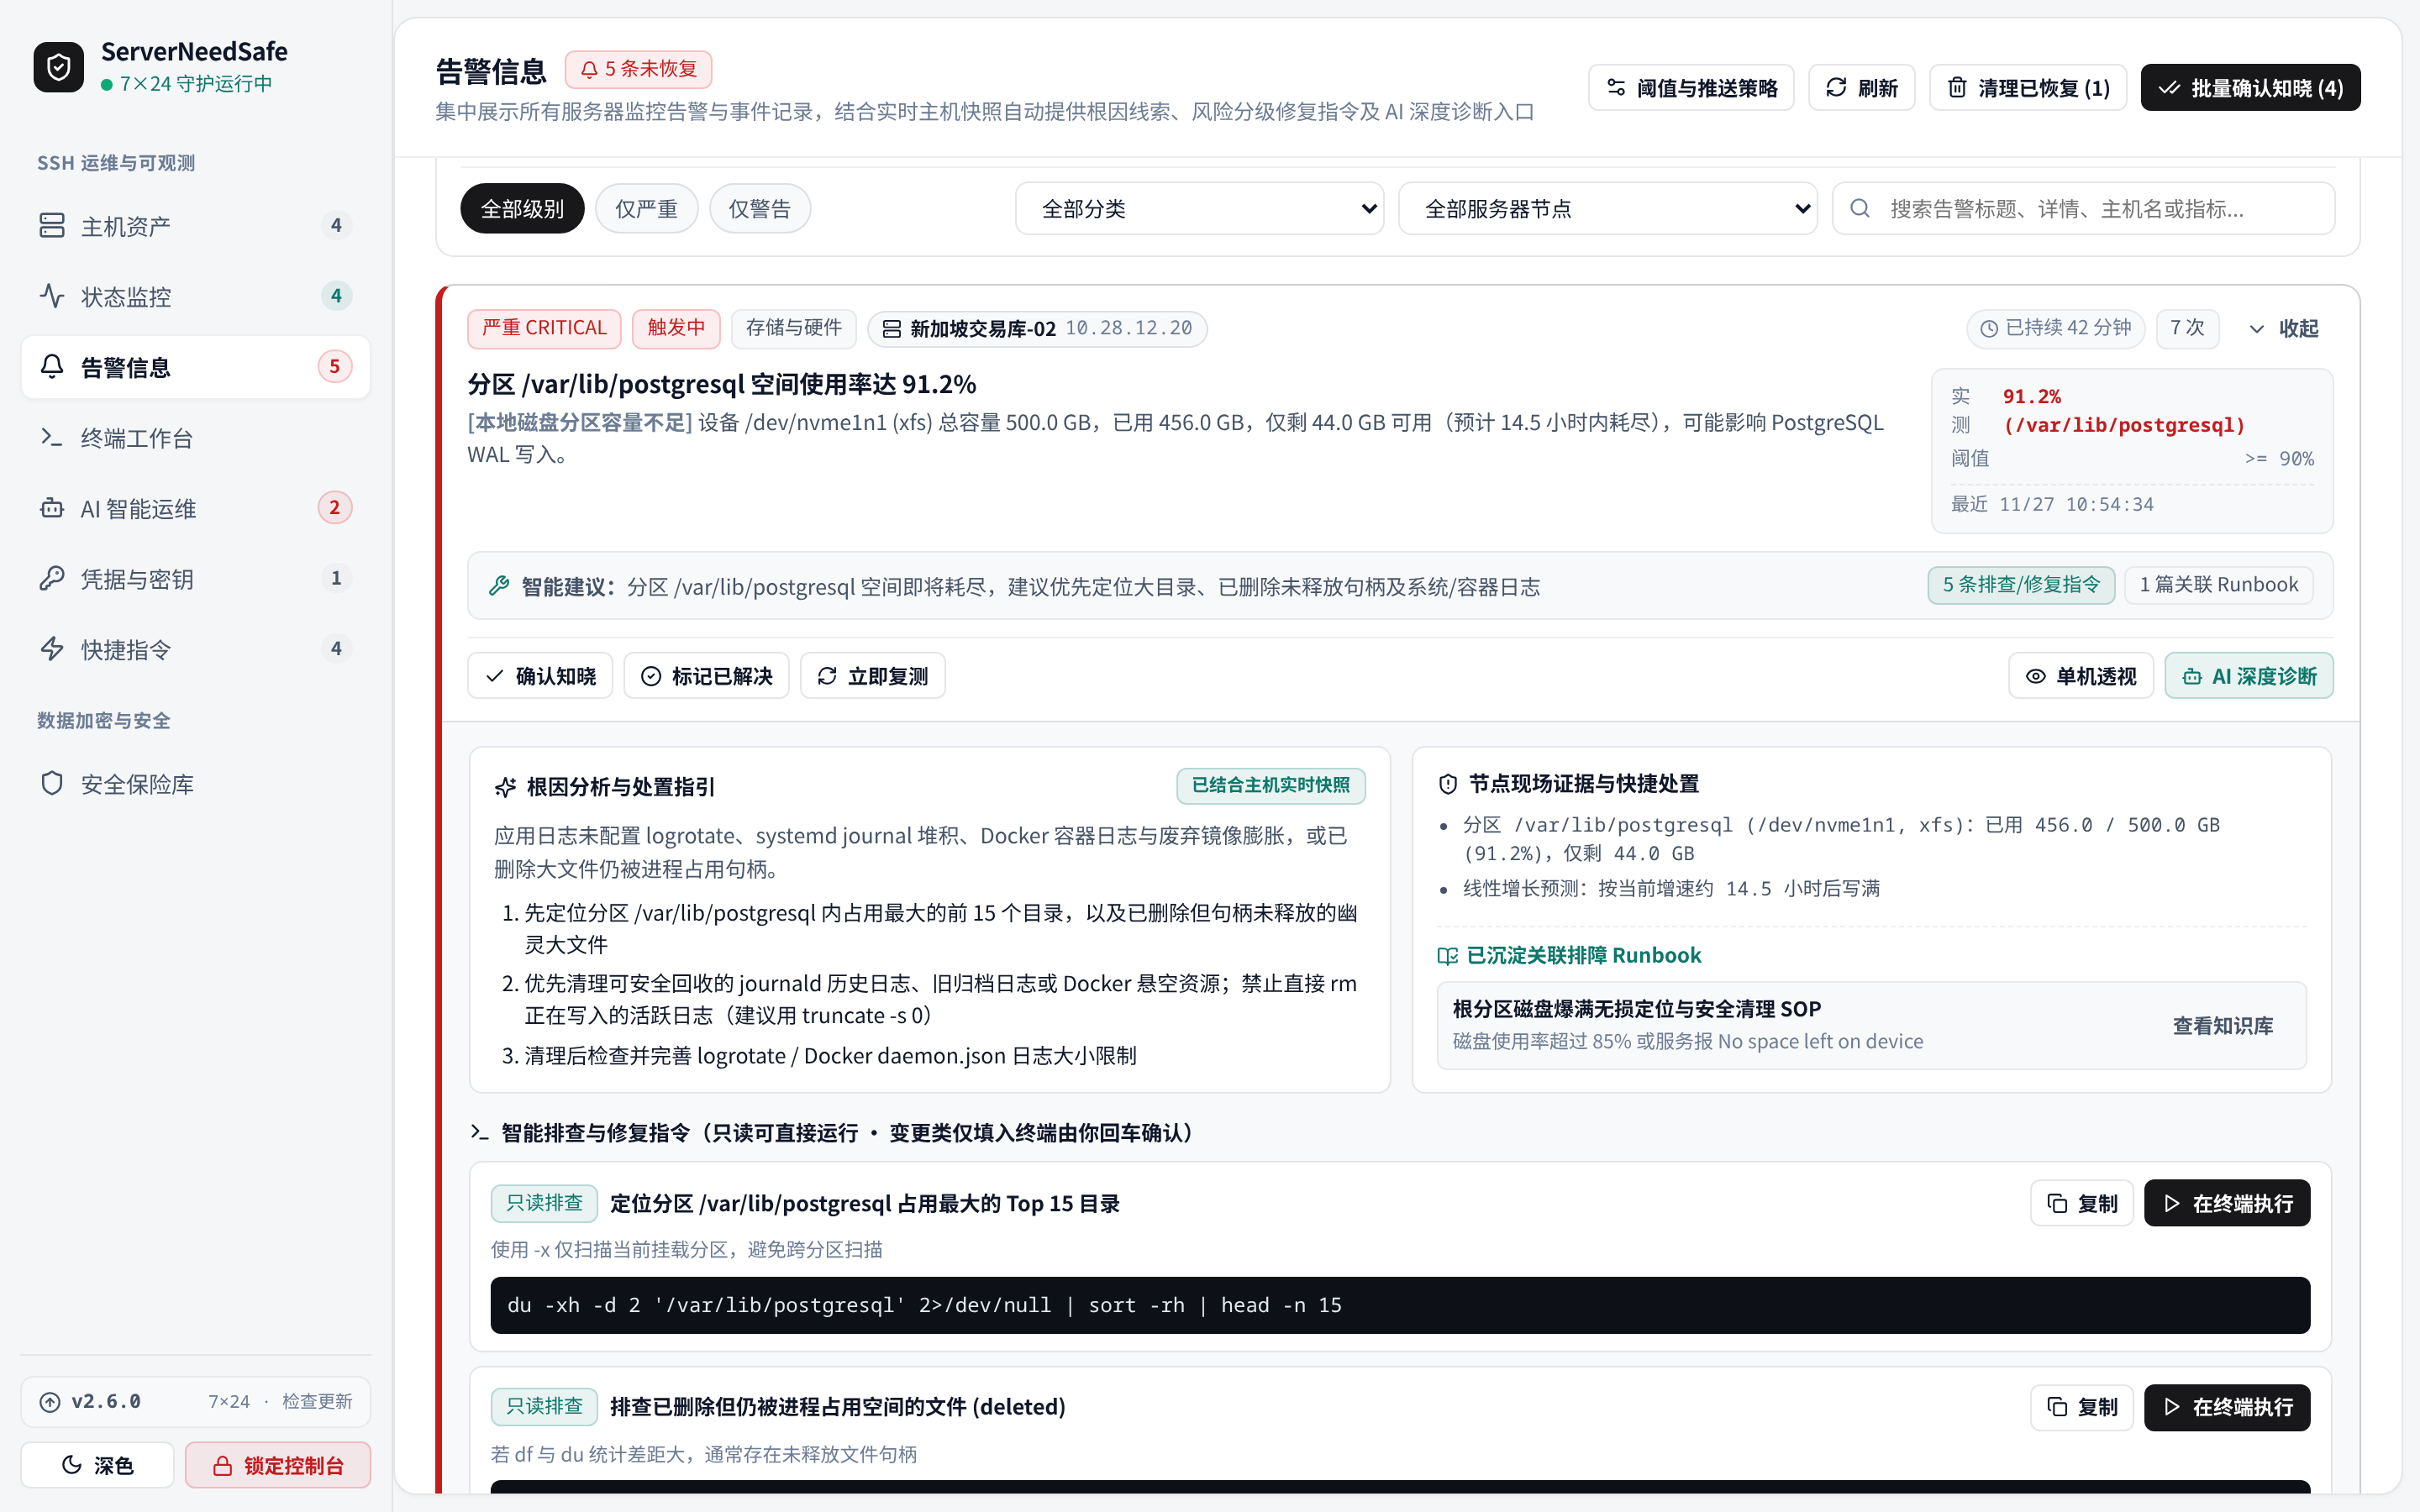 ServerNeedSafe
7×24 守护运行中
SSH 运维与可观测
主机资产 4
状态监控 4
告警信息 5
终端工作台
AI 智能运维 2
凭据与密钥 1
快捷指令 4
数据加密与安全
安全保险库
v2.6.0 7×24 · 检查更新
深色 锁定控制台
告警信息 5 条未恢复
集中展示所有服务器监控告警与事件记录，结合实时主机快照自动提供根因线索、风险分级修复指令及 AI 深度诊断入口
阈值与推送策略 刷新 清理已恢复 (1) 批量确认知晓 (4)
全部级别 仅严重 仅警告 全部分类 全部服务器节点 搜索告警标题、详情、主机名或指标...
严重 CRITICAL 触发中 存储与硬件 新加坡交易库-02 10.28.12.20 已持续 42 分钟 7 次 收起
分区 /var/lib/postgresql 空间使用率达 91.2%
[本地磁盘分区容量不足] 设备 /dev/nvme1n1 (xfs) 总容量 500.0 GB，已用 456.0 GB，仅剩 44.0 GB 可用（预计 14.5 小时内耗尽），可能影响 PostgreSQL
WAL 写入。
实 91.2%
测 (/var/lib/postgresql)
阈值 >= 90%
最近 11/27 10:54:34
智能建议：分区 /var/lib/postgresql 空间即将耗尽，建议优先定位大目录、已删除未释放句柄及系统/容器日志 5 条排查/修复指令 1 篇关联 Runbook
确认知晓 标记已解决 立即复测 单机透视 AI 深度诊断
根因分析与处置指引 已结合主机实时快照
应用日志未配置 logrotate、systemd journal 堆积、Docker 容器日志与废弃镜像膨胀，或已
删除大文件仍被进程占用句柄。
1. 先定位分区 /var/lib/postgresql 内占用最大的前 15 个目录，以及已删除但句柄未释放的幽
灵大文件
2. 优先清理可安全回收的 journald 历史日志、旧归档日志或 Docker 悬空资源；禁止直接 rm
正在写入的活跃日志（建议用 truncate -s 0）
3. 清理后检查并完善 logrotate / Docker daemon.json 日志大小限制
节点现场证据与快捷处置
• 分区 /var/lib/postgresql (/dev/nvme1n1, xfs)：已用 456.0 / 500.0 GB
(91.2%)，仅剩 44.0 GB
• 线性增长预测：按当前增速约 14.5 小时后写满
已沉淀关联排障 Runbook
根分区磁盘爆满无损定位与安全清理 SOP
磁盘使用率超过 85% 或服务报 No space left on device
查看知识库
智能排查与修复指令（只读可直接运行 · 变更类仅填入终端由你回车确认）
只读排查 定位分区 /var/lib/postgresql 占用最大的 Top 15 目录 复制 在终端执行
使用 -x 仅扫描当前挂载分区，避免跨分区扫描
du -xh -d 2 '/var/lib/postgresql' 2>/dev/null | sort -rh | head -n 15
只读排查 排查已删除但仍被进程占用空间的文件 (deleted) 复制 在终端执行
若 df 与 du 统计差距大，通常存在未释放文件句柄